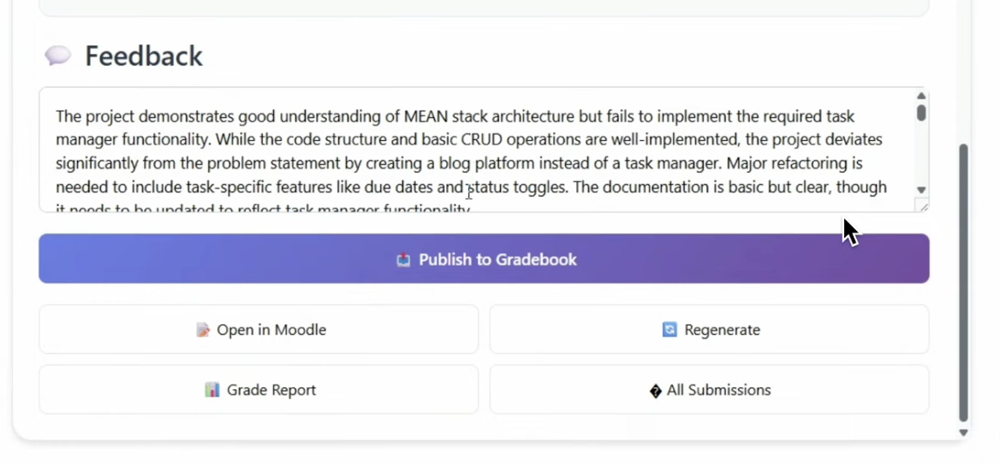 Feedback
The project demonstrates good understanding of MEAN stack architecture but fails to implement the required task
manager functionality. While the code structure and basic CRUD operations are well-implemented, the project deviates
significantly from the problem statement by creating a blog platform instead of a task manager. Major refactoring is
needed to include task-specific features like due dates and status toggles. The documentation is basic but clear, though
it needs to be updated to reflect task manager functionality.
Publish to Gradebook
Open in Moodle
Regenerate
Grade Report
� All Submissions